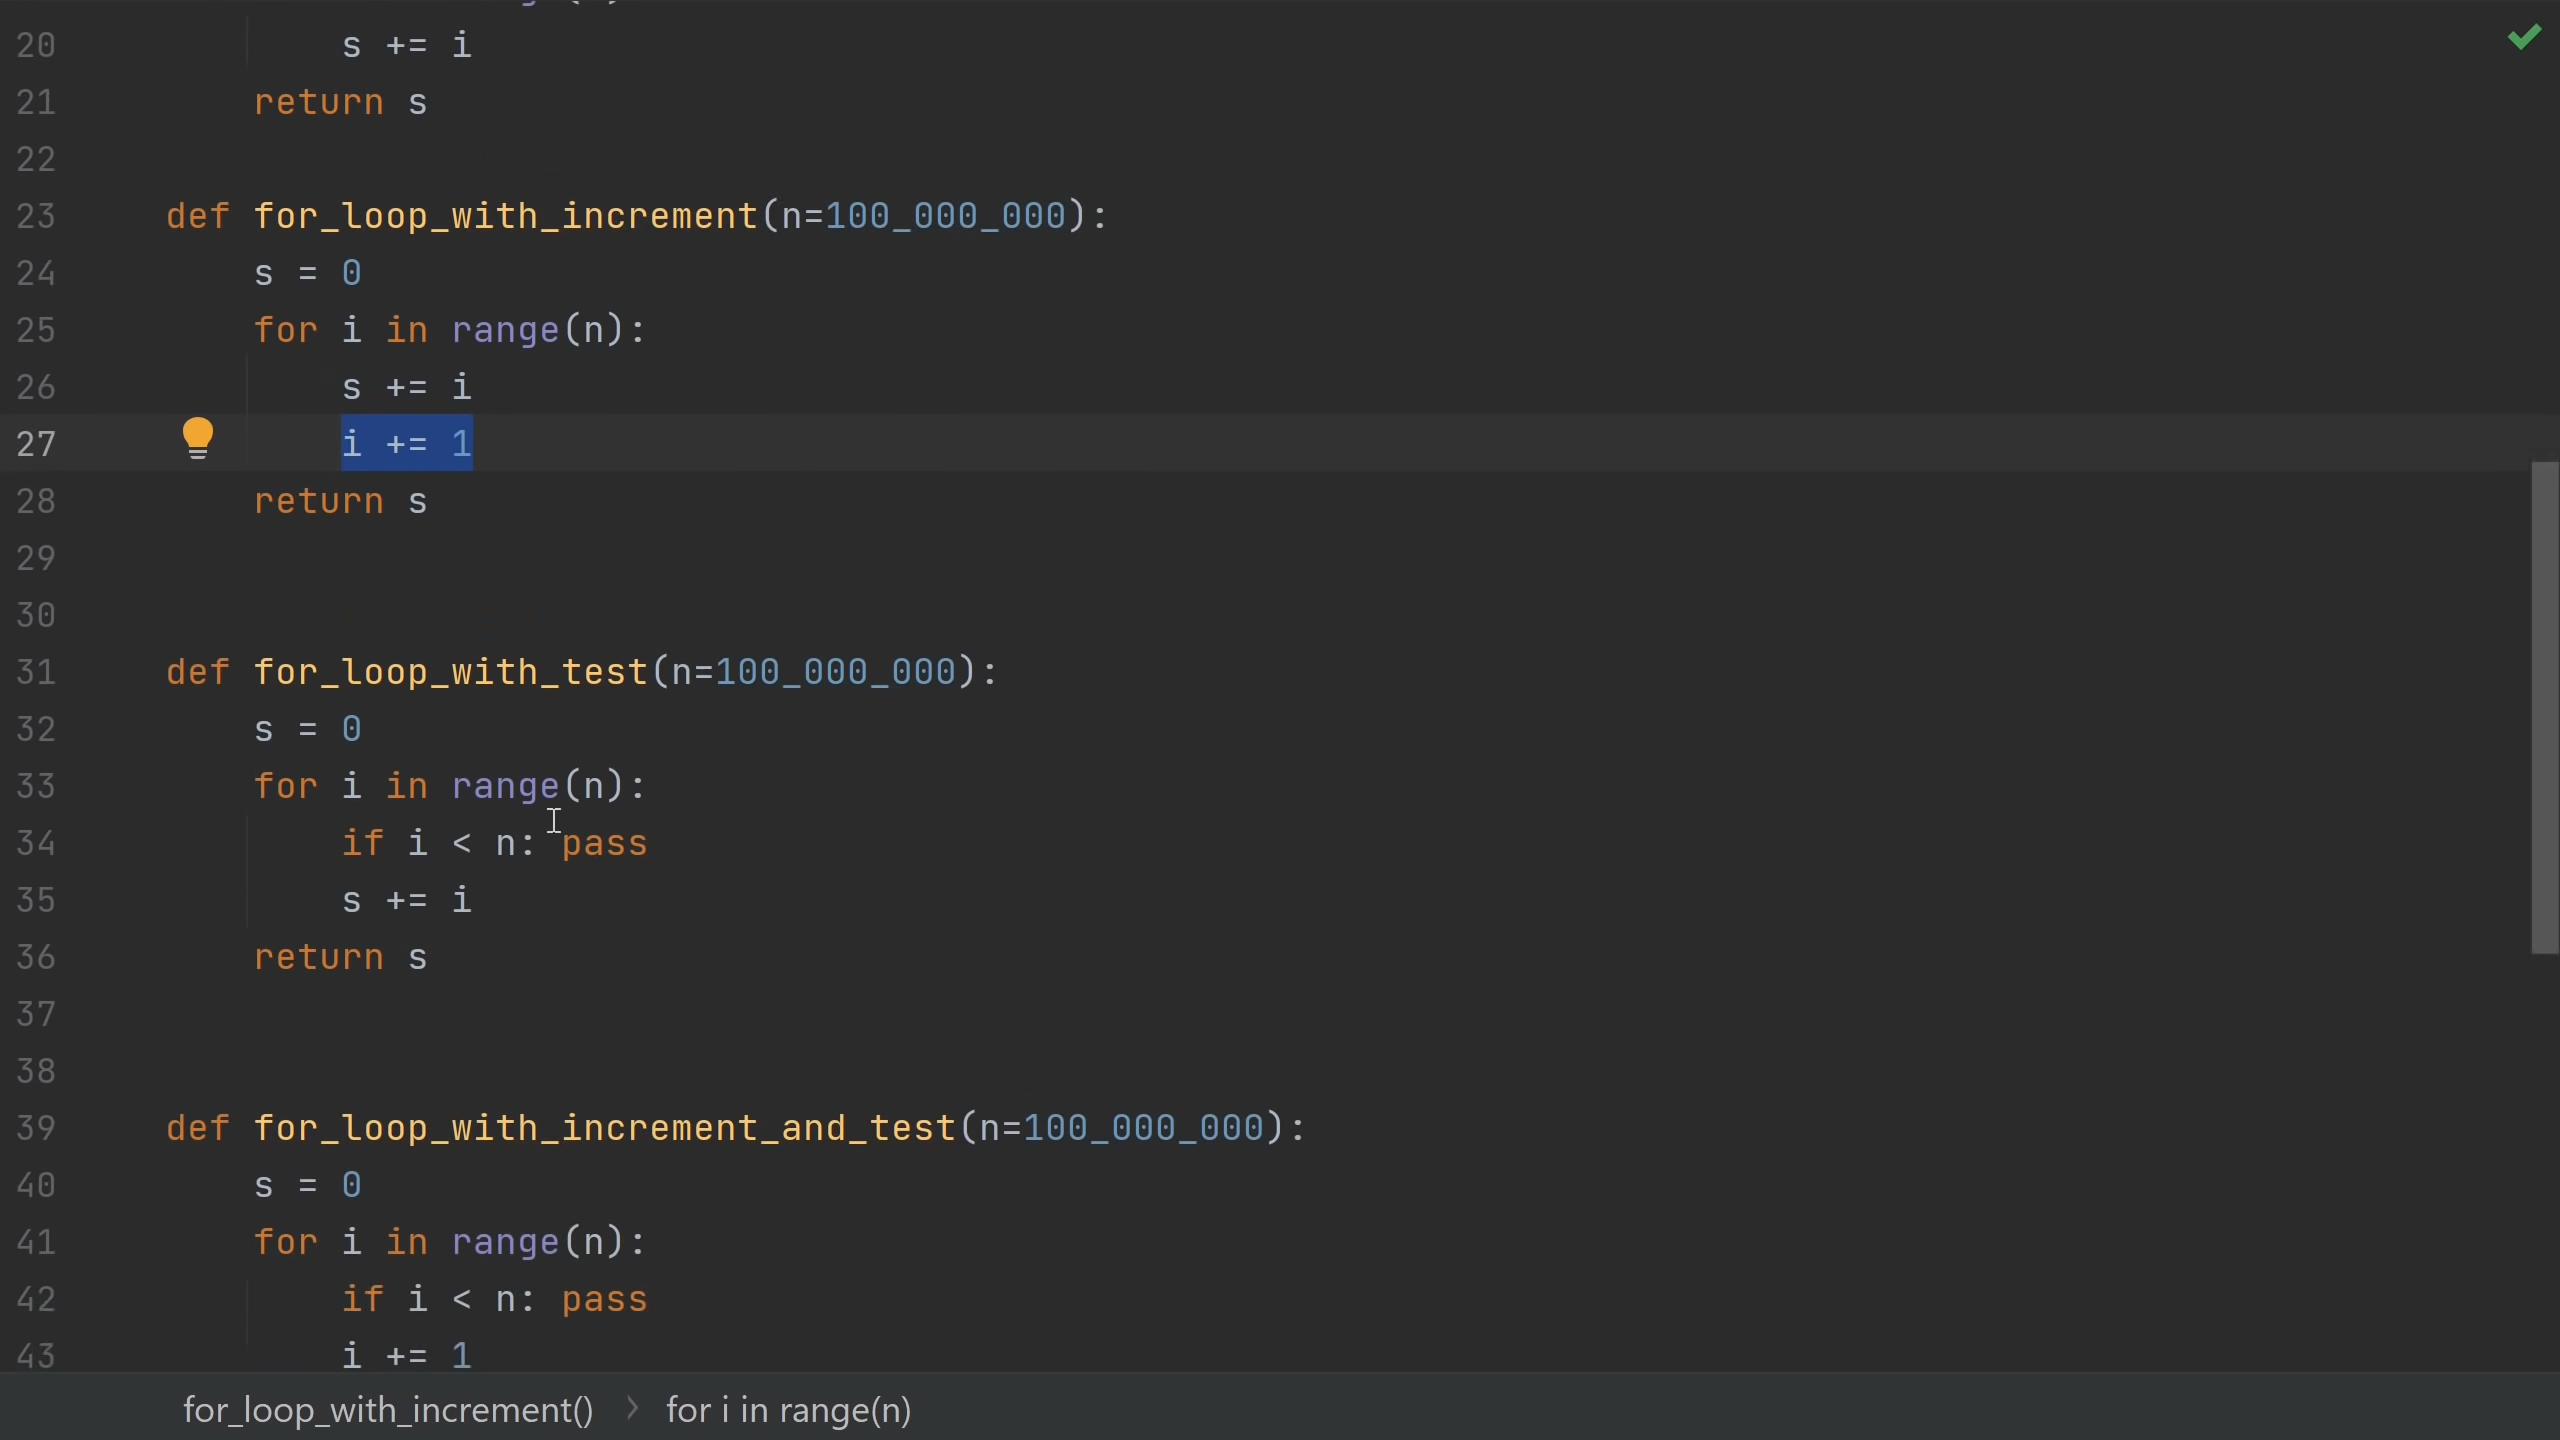 20 s += i
21 return s
22
23 def for_loop_with_increment(n=100_000_000):
24 s = 0
25 for i in range(n):
26 s += i
27 i += 1
28 return s
29
30
31 def for_loop_with_test(n=100_000_000):
32 s = 0
33 for i in range(n):
34 if i < n: pass
35 s += i
36 return s
37
38
39 def for_loop_with_increment_and_test(n=100_000_000):
40 s = 0
41 for i in range(n):
42 if i < n: pass
43 i += 1
for_loop_with_increment() > for i in range(n)